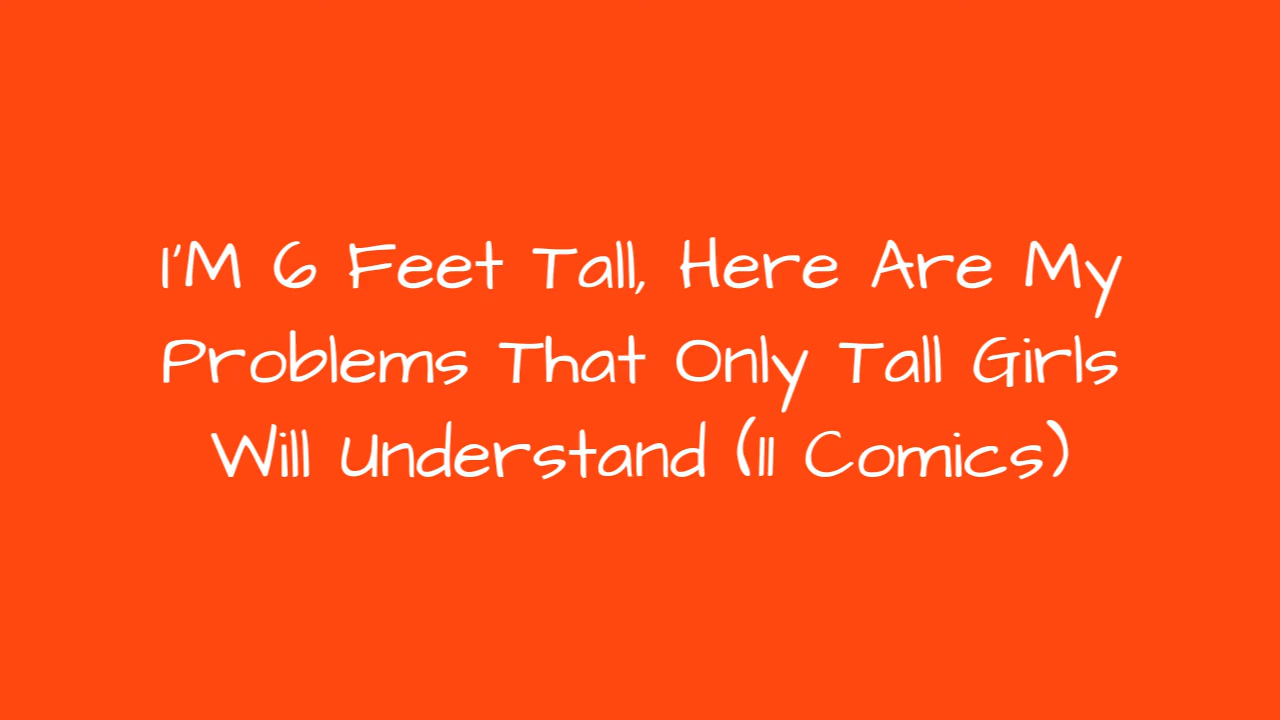 I'M 6 Feet Tall, Here Are My
Problems That Only Tall Girls
Will Understand (11 Comics)